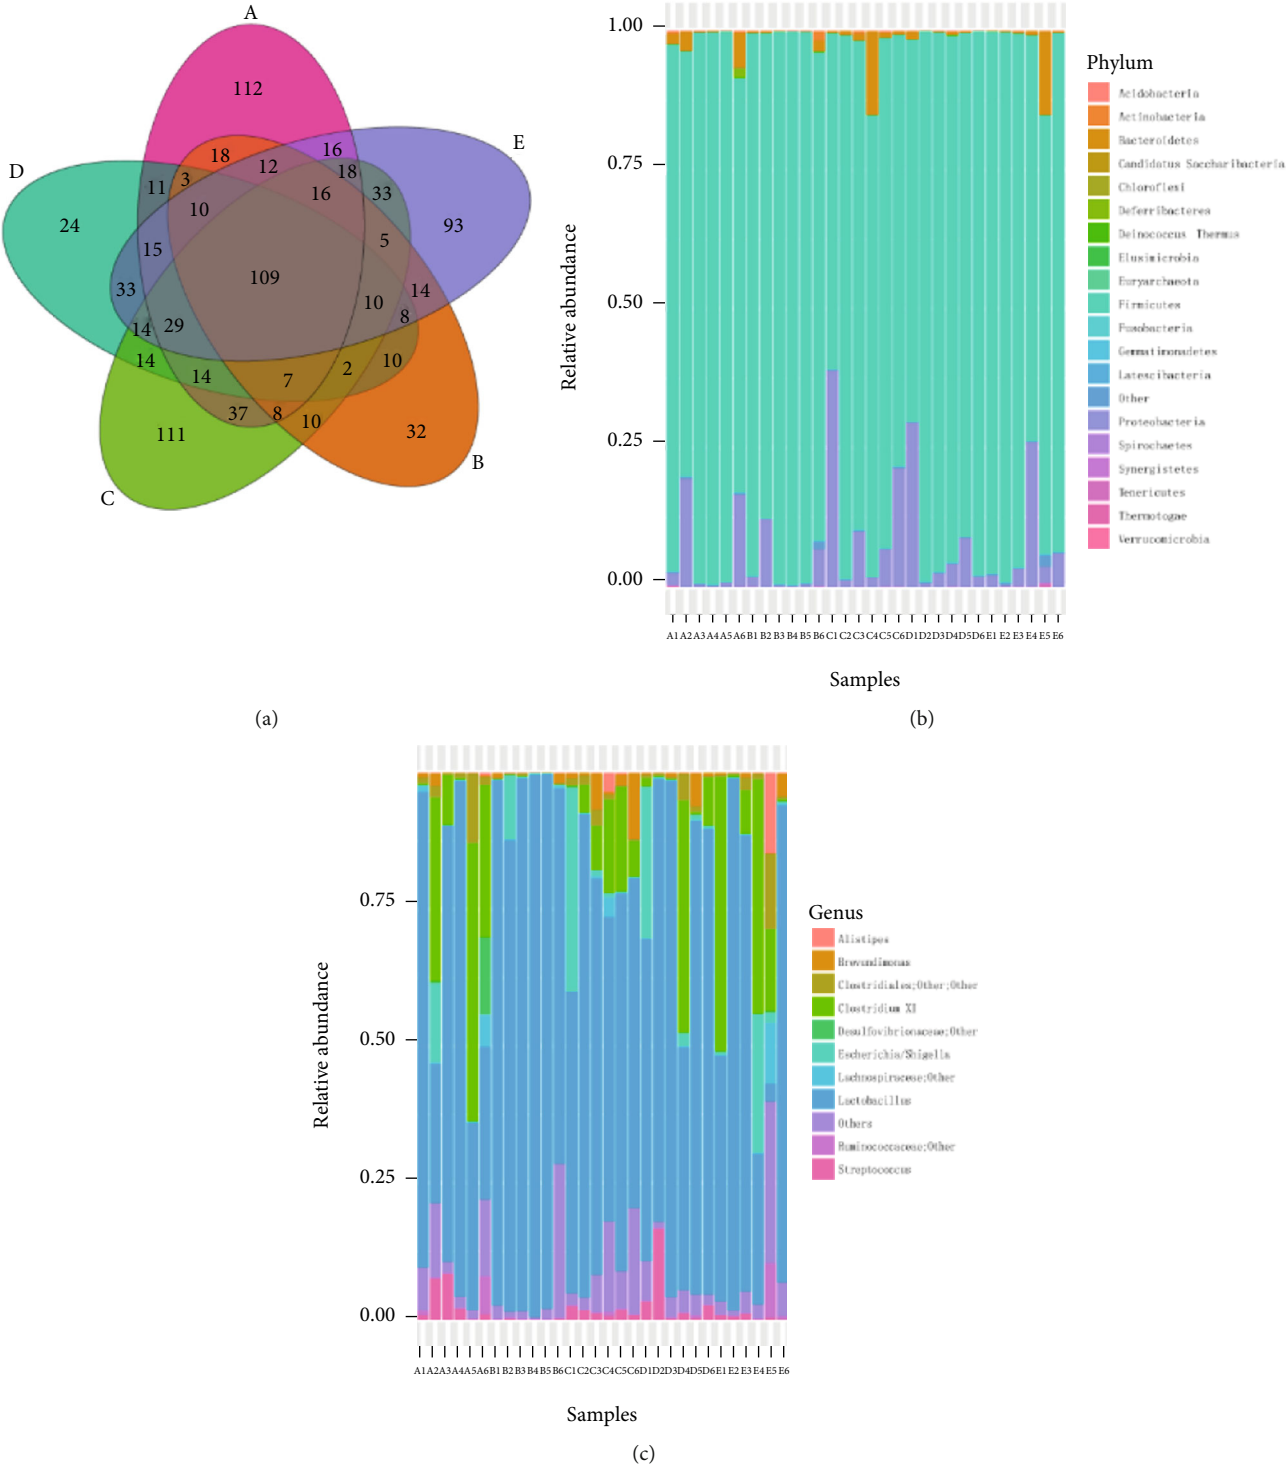 A
112
E
18
12
16
18
D
11
3
16
33
10
24
93
5
15
109
33
10
14
8
14
29
14
2
10
14
7
37
8
10
111
32
B
C
(a)
1.00
0.75
0.50
0.25
0.00
Relative abundance
A1 A2 A3 A4 A5 A6 B1 B2 B3 B4 B5 B6 C1 C2 C3 C4 C5 C6 D1 D2 D3 D4 D5 D6 E1 E2 E3 E4 E5 E6
Samples
Phylum
Acidobacteria
Actinobacteria
Bacteroidetes
Candidatus Saccharibacteria
Chloroflexi
Deferribacteres
Deinococcus Thermus
Elusimicrobia
Euryarchaeota
Firmicutes
Fusobacteria
Gemmatimonadetes
Latescibacteria
Other
Proteobacteria
Spirochaetes
Synergistetes
Tenericutes
Thermotogae
Verrucomicrobia
(b)
0.75
0.50
0.25
0.00
Relative abundance
A1 A2 A3 A4 A5 A6 B1 B2 B3 B4 B5 B6 C1 C2 C3 C4 C5 C6 D1 D2 D3 D4 D5 D6 E1 E2 E3 E4 E5 E6
Samples
Genus
Alistipes
Brevundimonas
Clostridiales;Other;Other
Clostridium XI
Desulfovibrionaceae;Other
Escherichia/Shigella
Lachnospiraceae;Other
Lactobacillus
Others
Ruminococcaceae;Other
Streptococcus
(c)